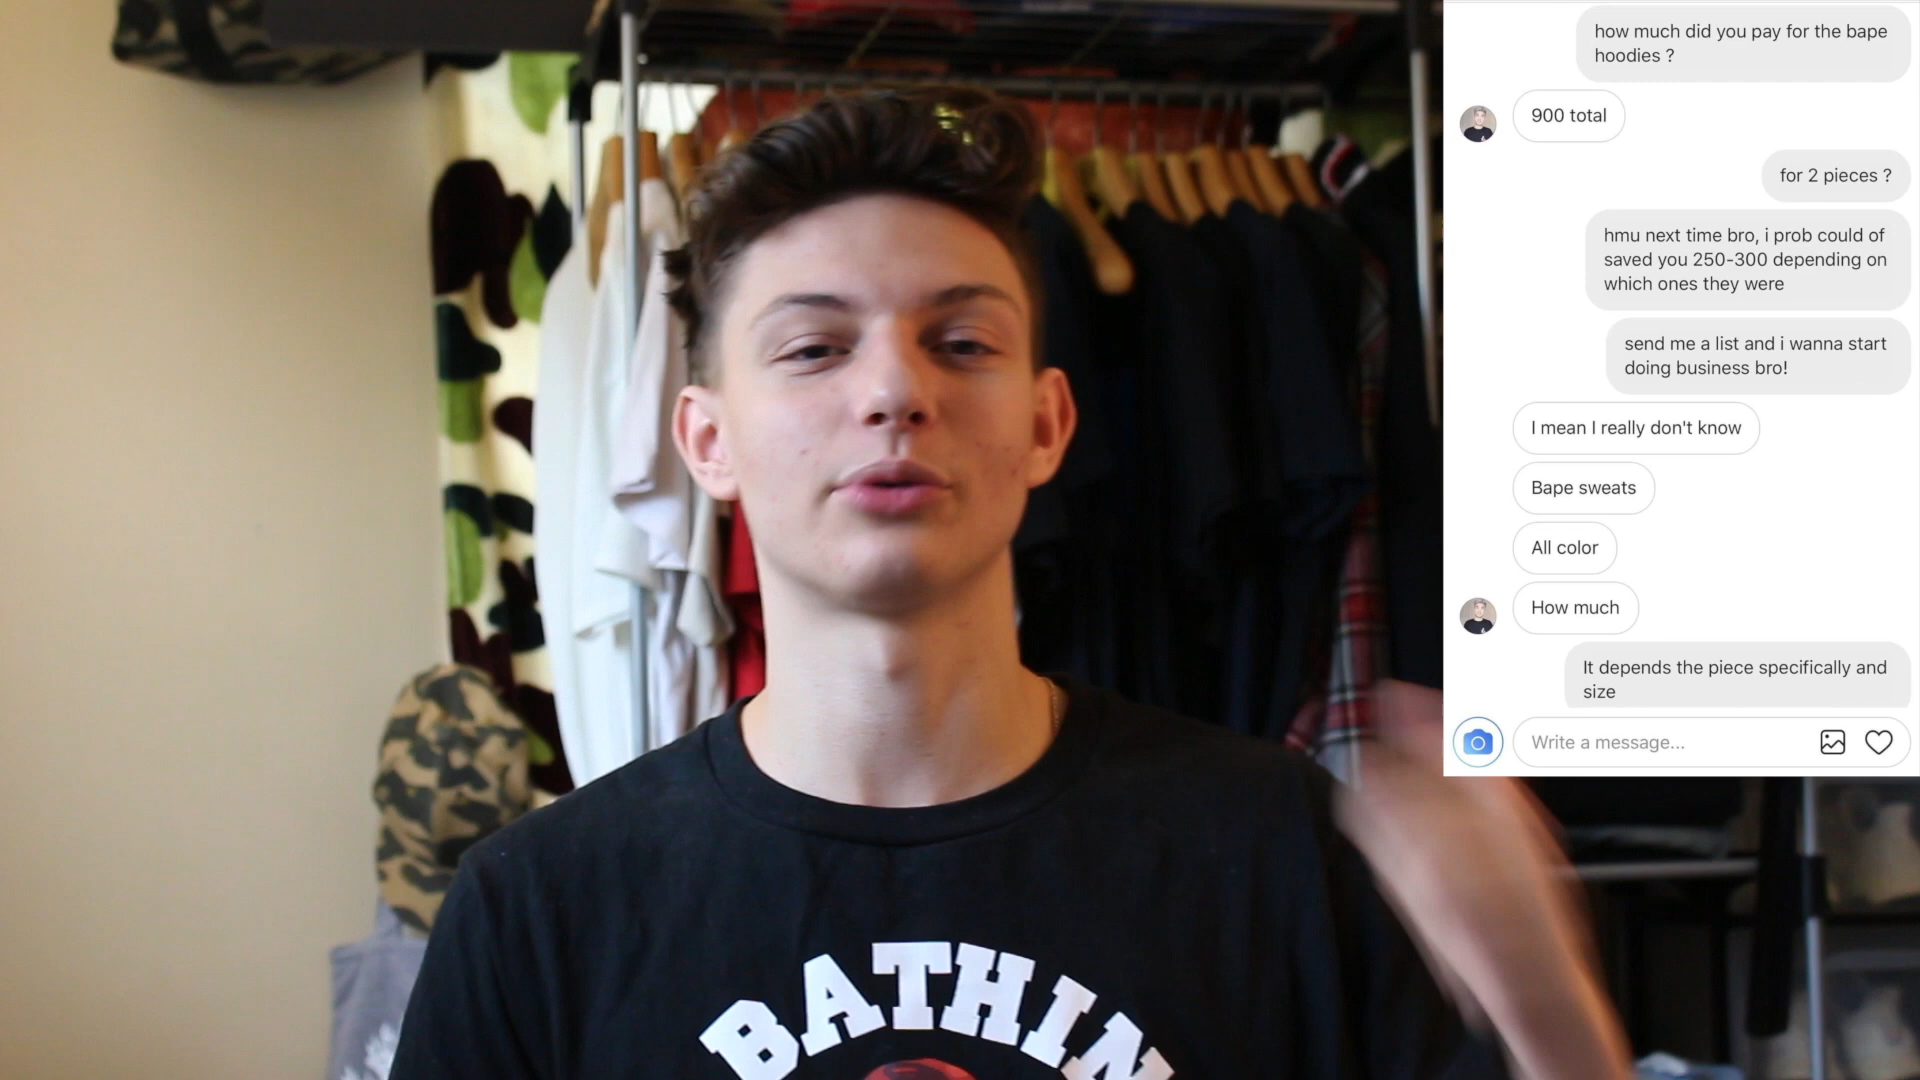 how much did you pay for the bape
hoodies ?
900 total
for 2 pieces ?
hmu next time bro, i prob could of
saved you 250-300 depending on
which ones they were
send me a list and i wanna start
doing business bro!
I mean I really don't know
Bape sweats
All color
How much
It depends the piece specifically and
size
Write a message...
BATHIN